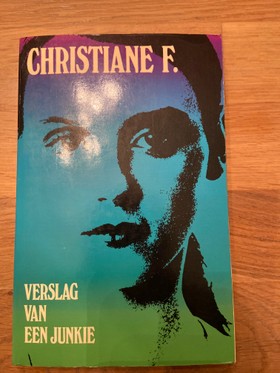 CHRISTIANE F.
VERSLAG
VAN
EEN JUNKIE